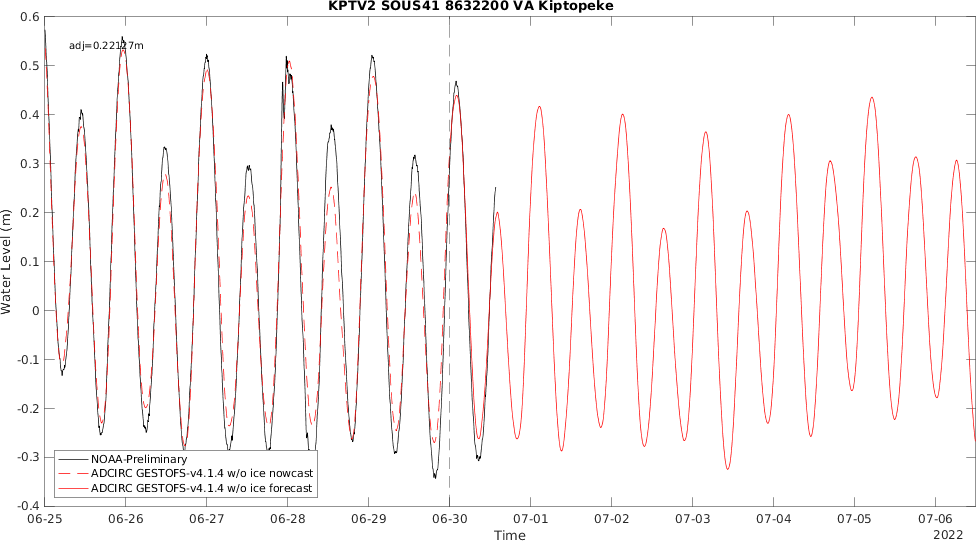 KPTV2 SOUS41 8632200 VA Kiptopeke
adj=0.22127m
Water Level (m)
0.6
0.5
0.4
0.3
0.2
0.1
0
-0.1
-0.2
-0.3
-0.4
NOAA-Preliminary
ADCIRC GESTOFS-v4.1.4 w/o ice nowcast
ADCIRC GESTOFS-v4.1.4 w/o ice forecast
06-25 06-26 06-27 06-28 06-29 06-30 07-01 07-02 07-03 07-04 07-05 07-06
Time
2022